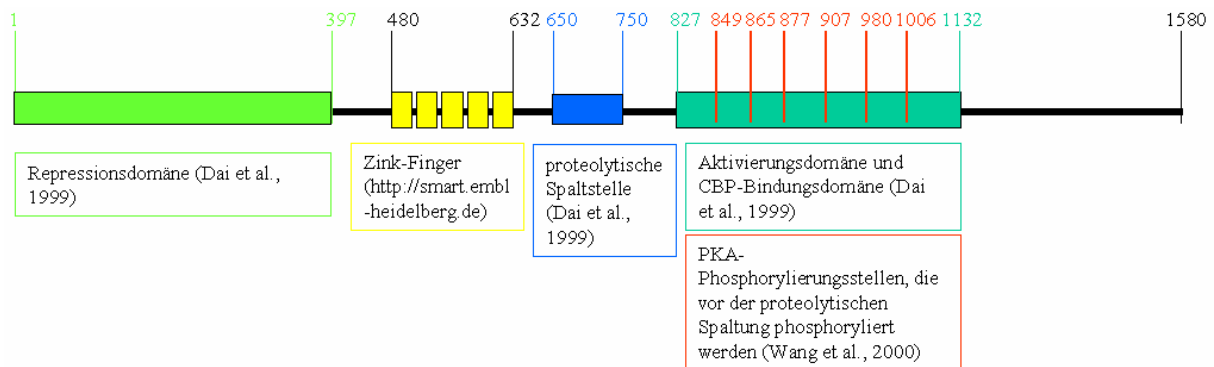 1 397 480 632 650 750 827 849 865 877 907 980 1006 1132 1580
Repressionsdomäne (Dai et al.,
1999)
Zink-Finger
(http://smart.embl
-heidelberg.de)
proteolytische
Spaltstelle
(Dai et al.,
1999)
Aktivierungsdomäne und
CBP-Bindungsdomäne (Dai
et al., 1999)
PKA-
Phosphorylierungsstellen, die
vor der proteolytischen
Spaltung phosphoryliert
werden (Wang et al., 2000)